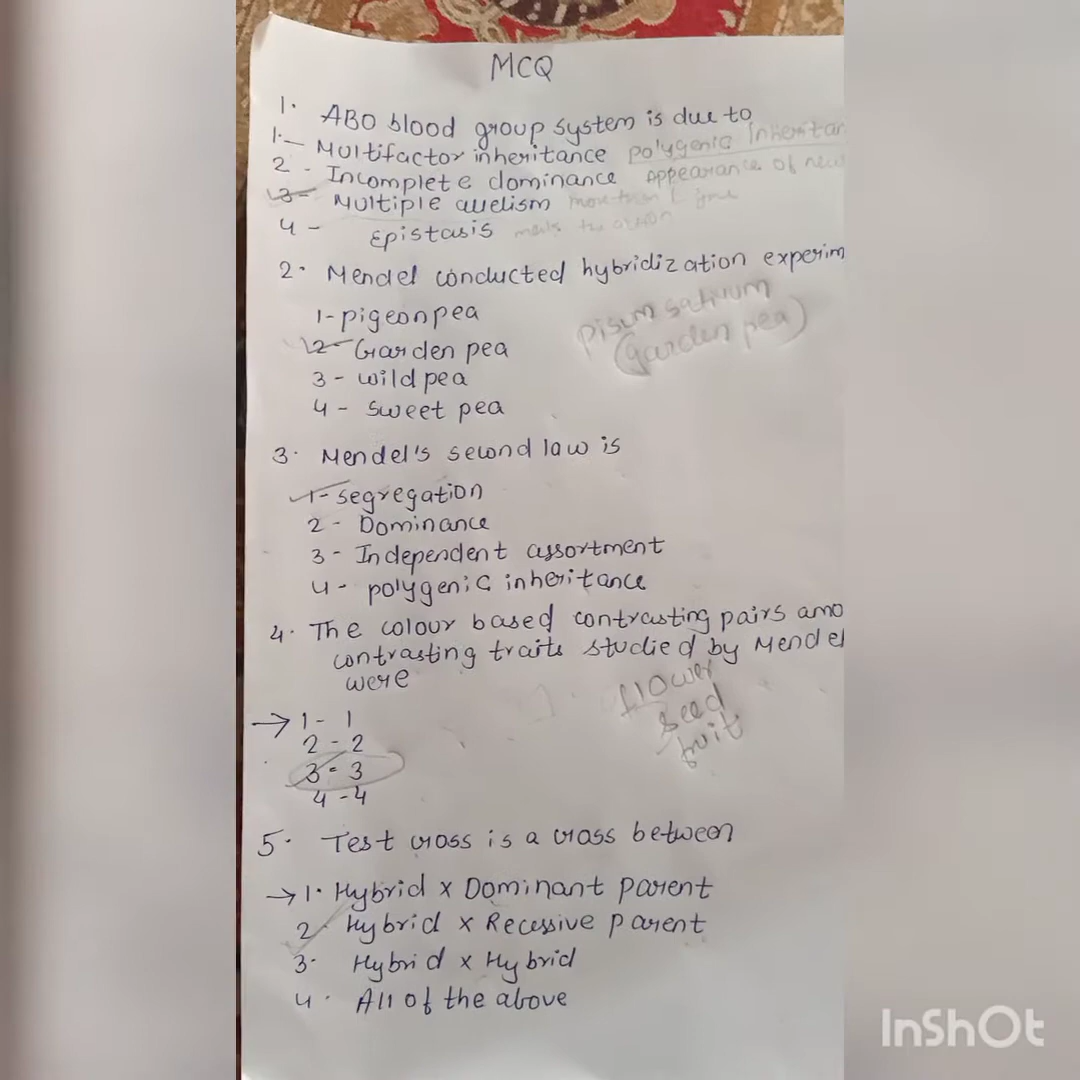 MCQ
1. ABO blood group system is due to
1.- Multifactor inheritance polygenic Inheritan
2 - Incomplete dominance Appearance of new
3- Multiple allelism more than 1 gene
4 - Epistasis
2. Mendel conducted hybridization experim
1- pigeon pea
2- Garden pea
3 - wild pea
4 - Sweet pea
pisum sativum
(garden pea)
3. Mendel's second law is
1- segregation
2 - Dominance
3 - Independent assortment
4 - polygenic inheritance
4. The colour based contrasting pairs amo
contrasting traits studied by Mendel
were
flower
seed
fruit
→ 1 - 1
2 - 2
3 - 3
4 - 4
5. Test cross is a cross between
→ 1. Hybrid x Dominant parent
2. Hybrid x Recessive parent
3. Hybrid x Hybrid
4. All of the above
InShOt